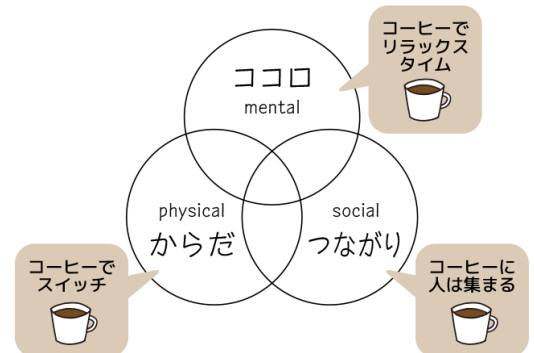 コーヒーで
リラックス
タイム
ココロ
mental
physical
からだ
social
つながり
コーヒーで
スイッチ
コーヒーに
人は集まる